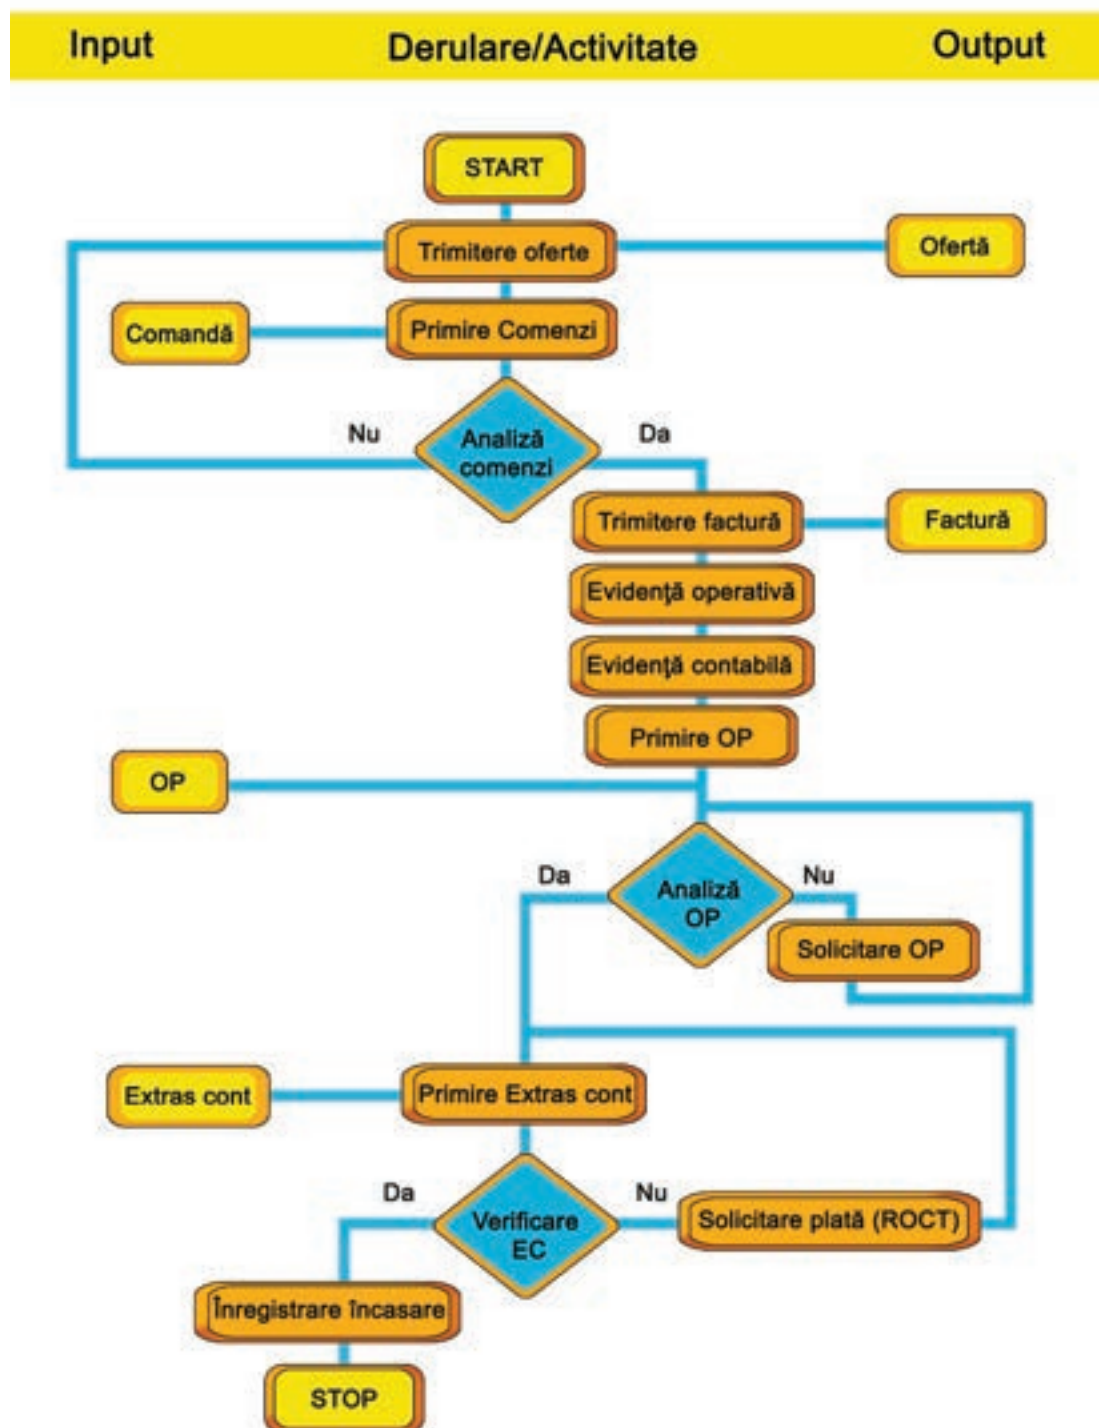 Input Derulare/Activitate Output
START
Trimitere oferte Ofertă
Comandă Primire Comenzi
Nu Analiză Da
comenzi
Trimitere factură Factură
Evidenţă operativă
Evidenţă contabilă
Primire OP
OP
Da Analiză Nu
OP
Solicitare OP
Extras cont Primire Extras cont
Da Verificare Nu Solicitare plată (ROCT)
EC
Înregistrare încasare
STOP